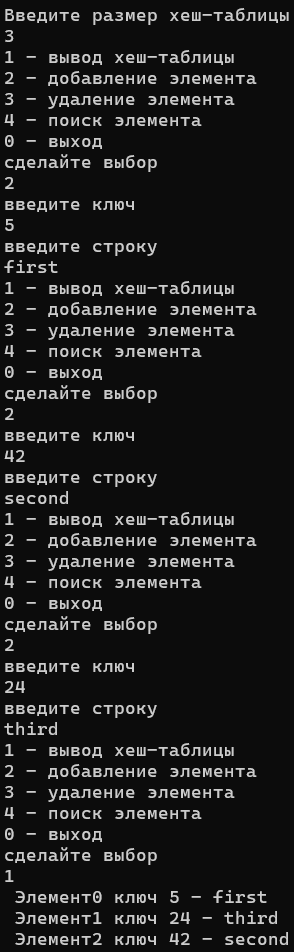 Введите размер хеш-таблицы
3
1 - вывод хеш-таблицы
2 - добавление элемента
3 - удаление элемента
4 - поиск элемента
0 - выход
сделайте выбор
2
введите ключ
5
введите строку
first
1 - вывод хеш-таблицы
2 - добавление элемента
3 - удаление элемента
4 - поиск элемента
0 - выход
сделайте выбор
2
введите ключ
42
введите строку
second
1 - вывод хеш-таблицы
2 - добавление элемента
3 - удаление элемента
4 - поиск элемента
0 - выход
сделайте выбор
2
введите ключ
24
введите строку
third
1 - вывод хеш-таблицы
2 - добавление элемента
3 - удаление элемента
4 - поиск элемента
0 - выход
сделайте выбор
1
Элемент0 ключ 5 - first
Элемент1 ключ 24 - third
Элемент2 ключ 42 - second